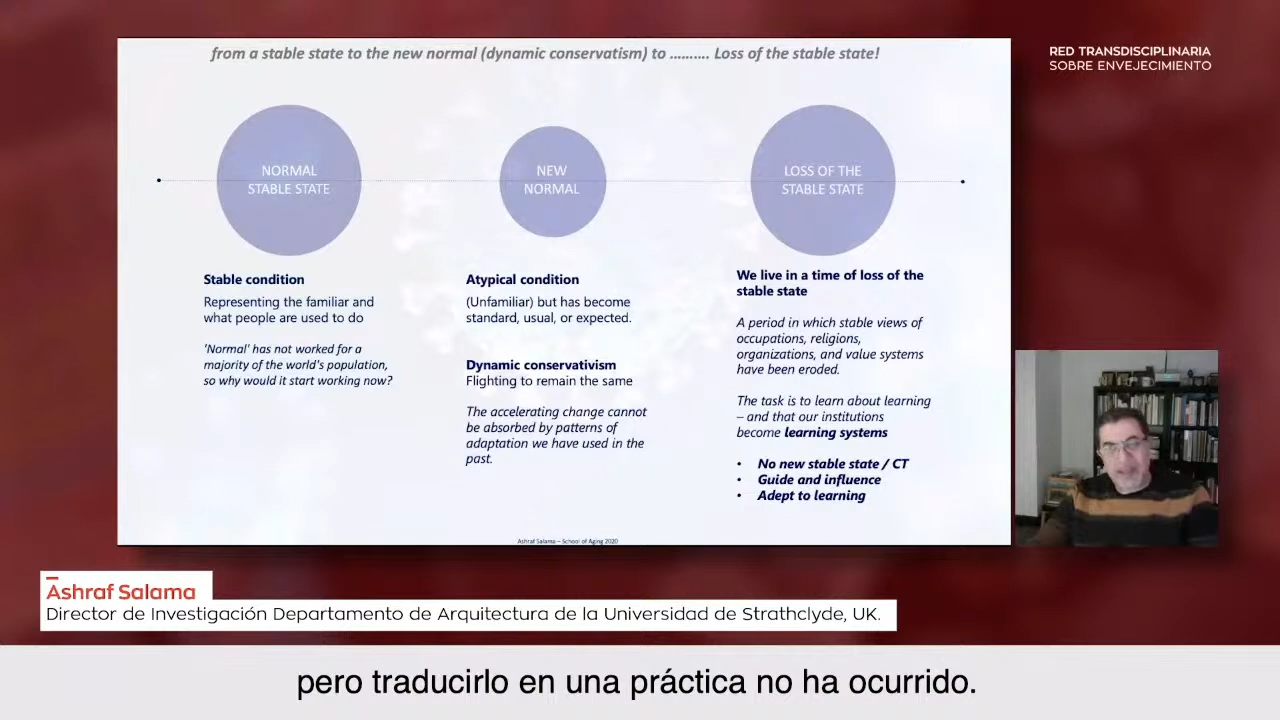 from a stable state to the new normal (dynamic conservatism) to .......... Loss of the stable state!
RED TRANSDISCIPLINARIA
SOBRE ENVEJECIMIENTO
NORMAL
STABLE STATE
NEW
NORMAL
LOSS OF THE
STABLE STATE
Stable condition
Representing the familiar and
what people are used to do
'Normal' has not worked for a
majority of the world's population,
so why would it start working now?
Atypical condition
(Unfamiliar) but has become
standard, usual, or expected.
Dynamic conservativism
Flighting to remain the same
The accelerating change cannot
be absorbed by patterns of
adaptation we have used in the
past.
We live in a time of loss of the
stable state
A period in which stable views of
occupations, religions,
organizations, and value systems
have been eroded.
The task is to learn about learning
– and that our institutions
become learning systems
• No new stable state / CT
• Guide and influence
• Adept to learning
Ashraf Salama – School of Aging 2020
Ashraf Salama
Director de Investigación Departamento de Arquitectura de la Universidad de Strathclyde, UK.
pero traducirlo en una práctica no ha ocurrido.